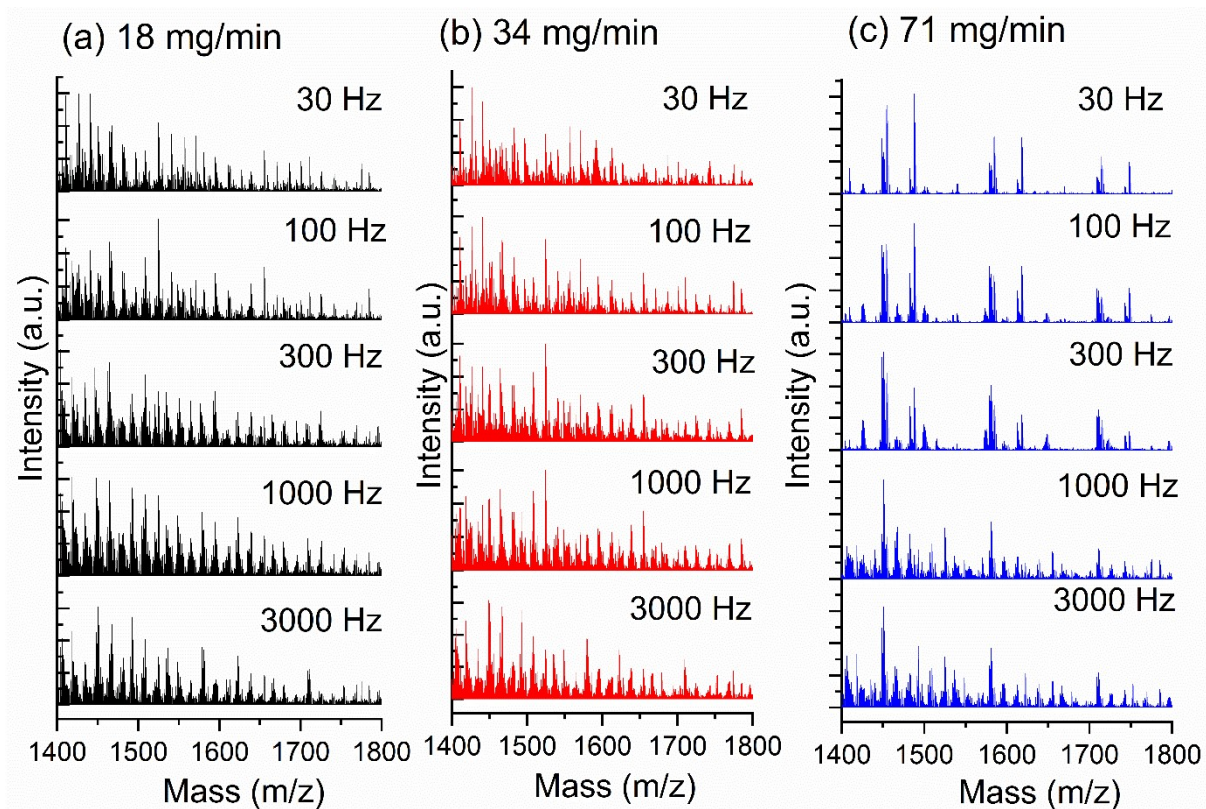 (a) 18 mg/min
30 Hz
100 Hz
300 Hz
1000 Hz
3000 Hz
Intensity (a.u.)
1400 1500 1600 1700 1800
Mass (m/z)
(b) 34 mg/min
30 Hz
100 Hz
300 Hz
1000 Hz
3000 Hz
Intensity (a.u.)
1400 1500 1600 1700 1800
Mass (m/z)
(c) 71 mg/min
30 Hz
100 Hz
300 Hz
1000 Hz
3000 Hz
Intensity (a.u.)
1400 1500 1600 1700 1800
Mass (m/z)